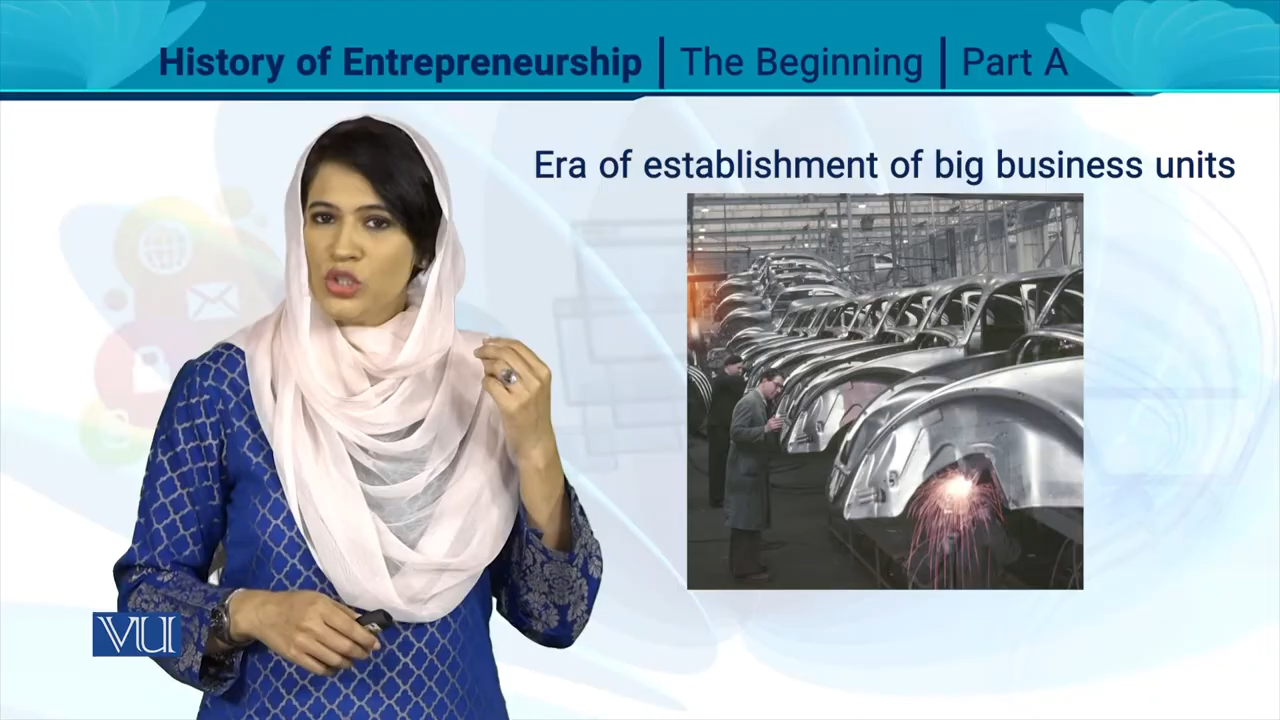 History of Entrepreneurship | The Beginning | Part A
Era of establishment of big business units
VU